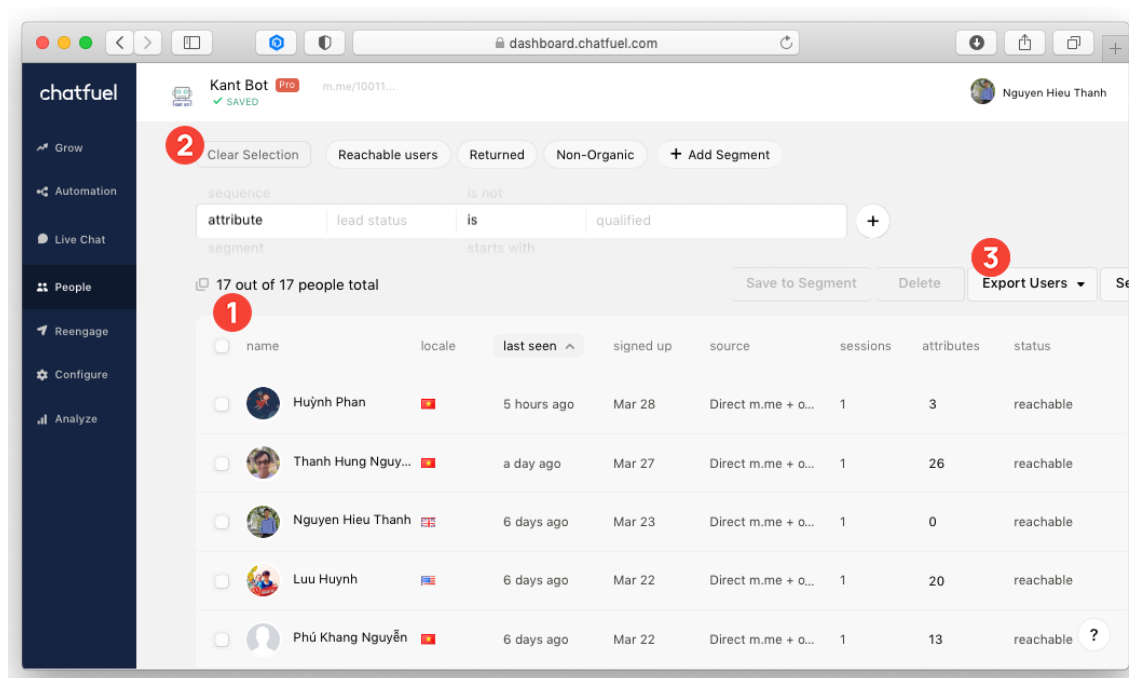 dashboard.chatfuel.com
chatfuel
Kant Bot Pro m.me/10011...
SAVED
Nguyen Hieu Thanh
Grow
Automation
Live Chat
People
Reengage
Configure
Analyze
2
Clear Selection Reachable users Returned Non-Organic + Add Segment
sequence is not
attribute lead status is qualified +
segment starts with
3
17 out of 17 people total Save to Segment Delete Export Users Se
1
name locale last seen signed up source sessions attributes status
Huỳnh Phan 5 hours ago Mar 28 Direct m.me + o... 1 3 reachable
Thanh Hung Nguy... a day ago Mar 27 Direct m.me + o... 1 26 reachable
Nguyen Hieu Thanh 6 days ago Mar 23 Direct m.me + o... 1 0 reachable
Luu Huynh 6 days ago Mar 22 Direct m.me + o... 1 20 reachable
Phú Khang Nguyễn 6 days ago Mar 22 Direct m.me + o... 1 13 reachable
?